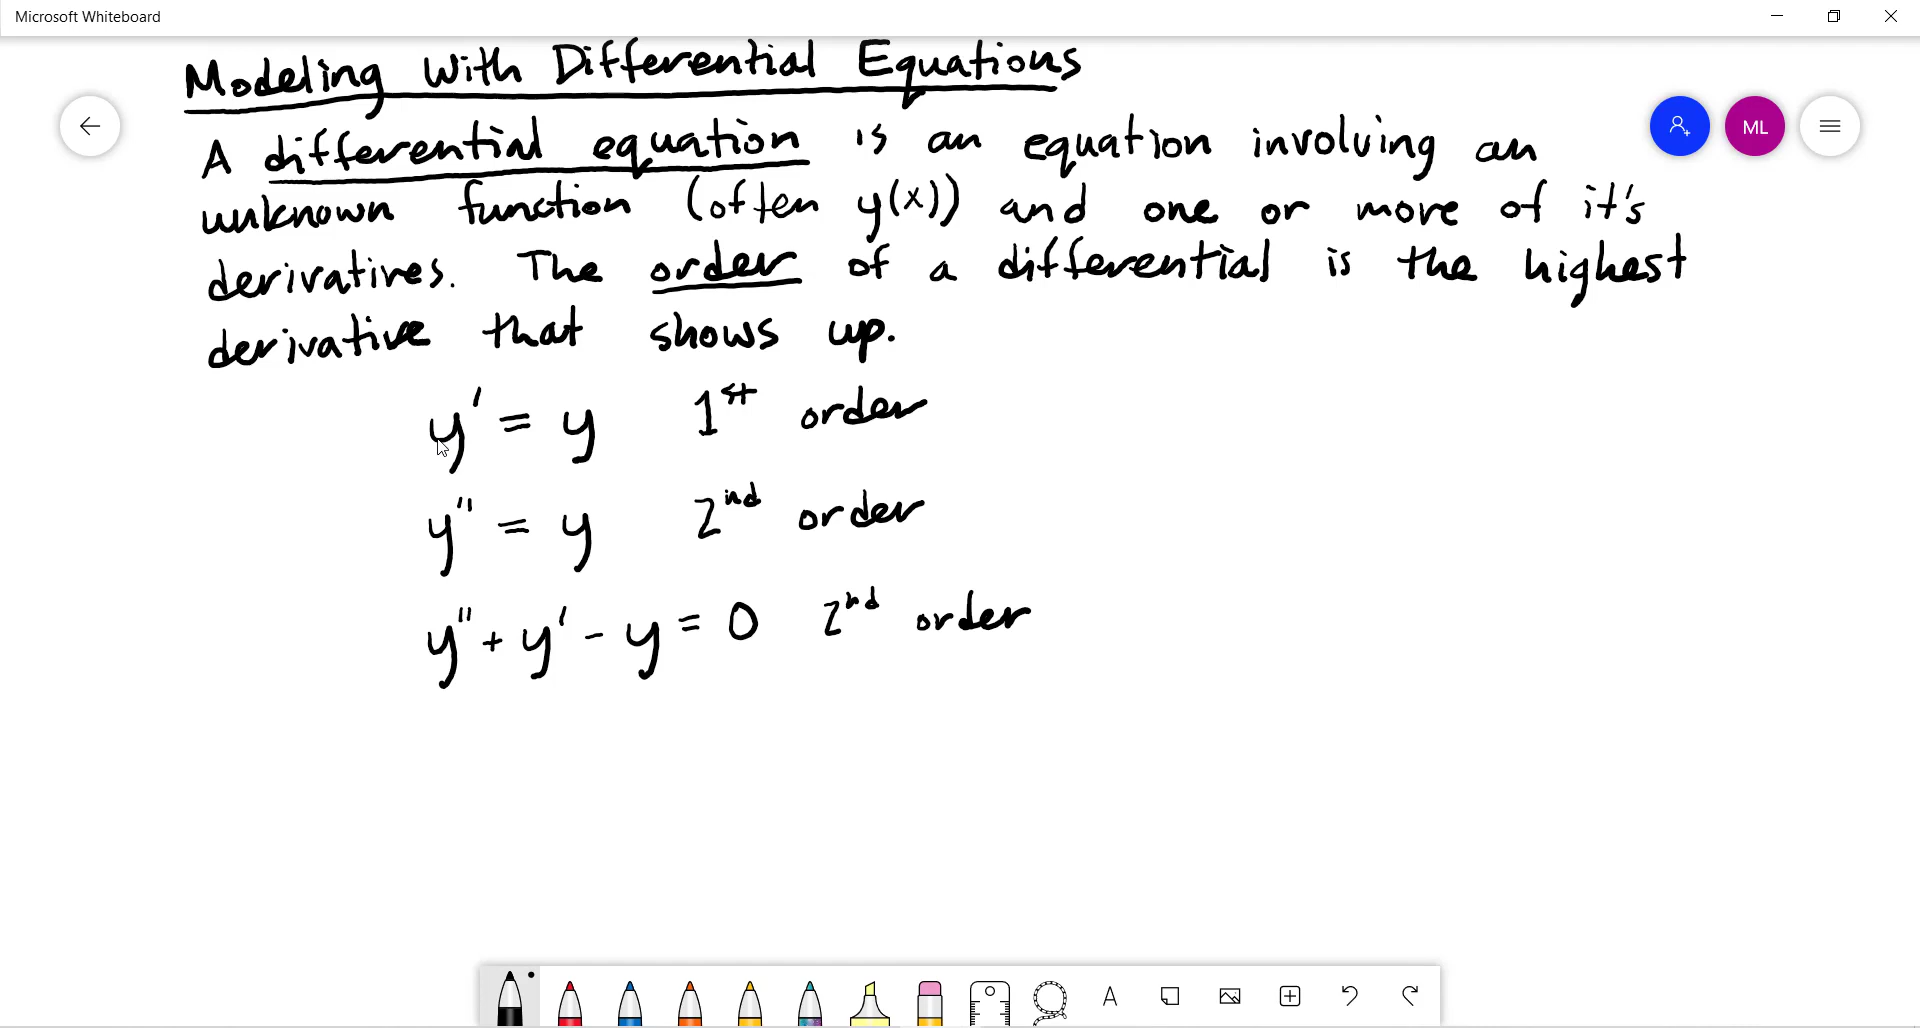 Microsoft Whiteboard
Modeling With Differential Equations
A differential equation is an equation involving an
unknown function (often y(x)) and one or more of it's
derivatives. The order of a differential is the highest
derivative that shows up.
y' = y 1st order
y'' = y 2nd order
y'' + y' - y = 0 2nd order
ML
A